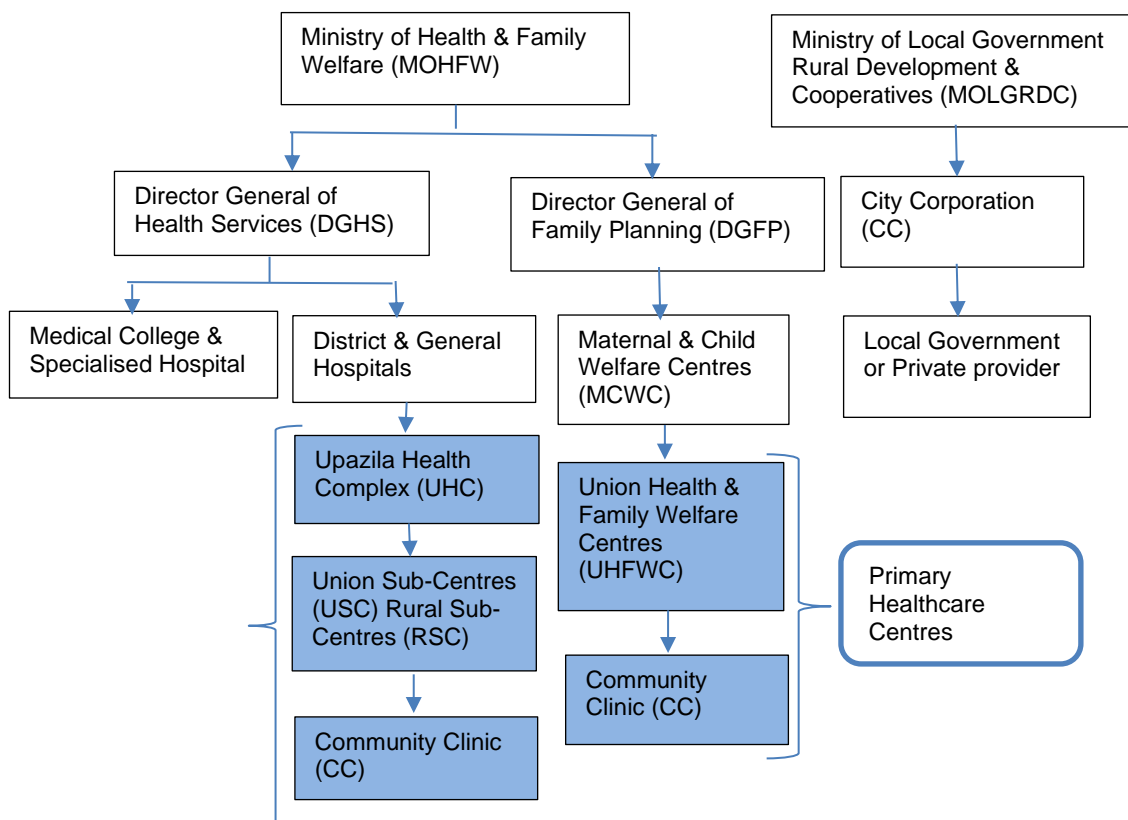 Ministry of Health & Family
Welfare (MOHFW)
Ministry of Local Government
Rural Development &
Cooperatives (MOLGRDC)
Director General of
Health Services (DGHS)
Director General of
Family Planning (DGFP)
City Corporation
(CC)
Medical College &
Specialised Hospital
District & General
Hospitals
Maternal & Child
Welfare Centres
(MCWC)
Local Government
or Private provider
Upazila Health
Complex (UHC)
Union Health &
Family Welfare
Centres
(UHFWC)
Union Sub-Centres
(USC) Rural Sub-
Centres (RSC)
Primary
Healthcare
Centres
Community
Clinic (CC)
Community Clinic
(CC)